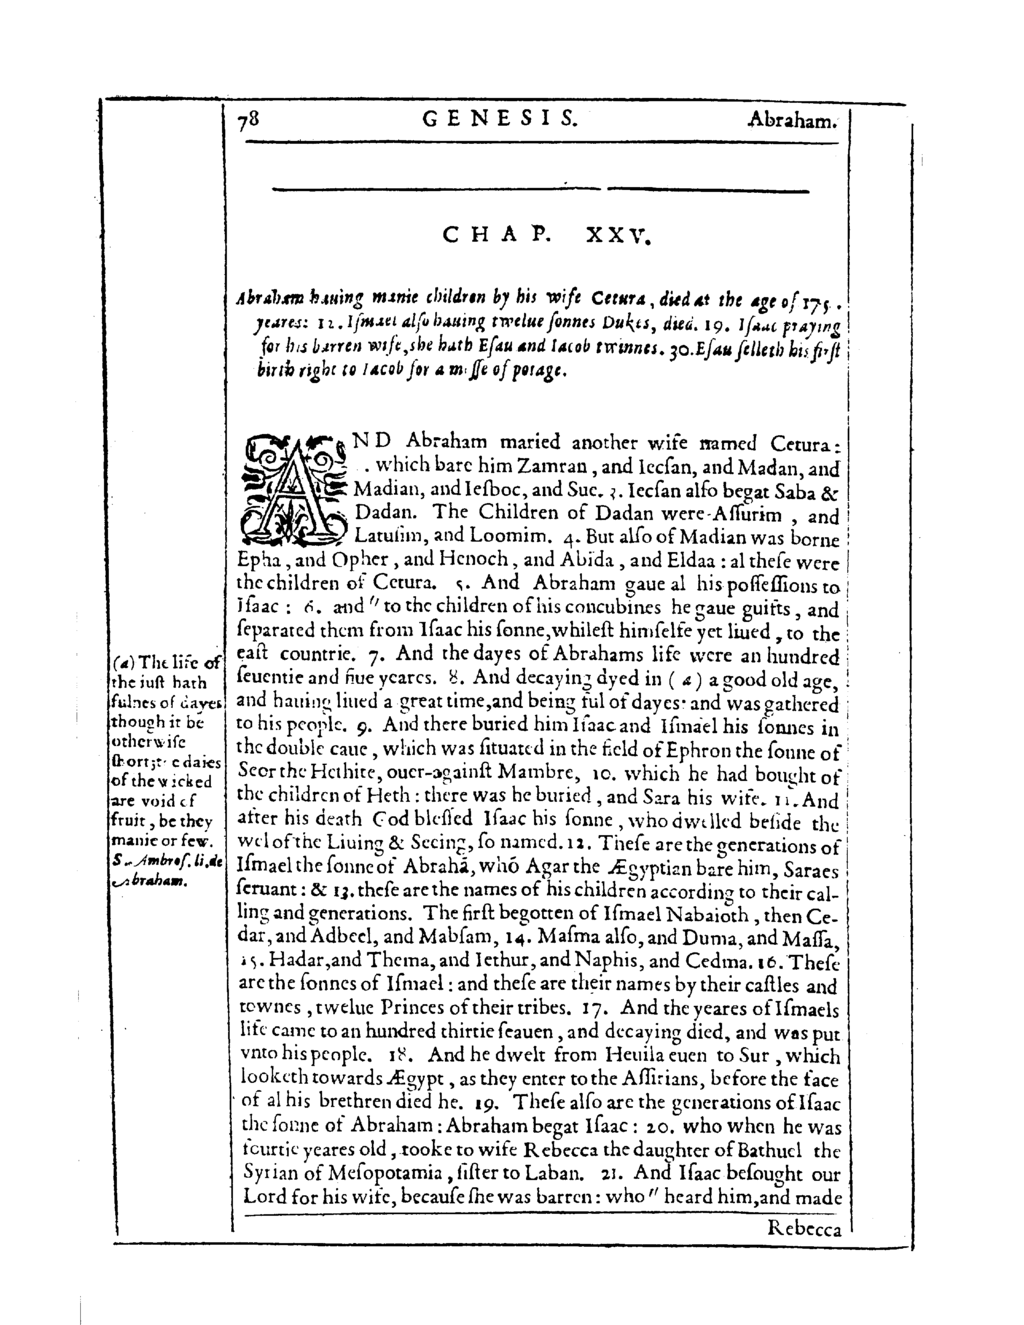 78 GENESIS. Abraham.
CHAP. XXV.
Abraham hauing manie children by his wife Cetura, died at the age of 175.
yeares: 12. Iſmael alſo hauing twelue ſonnes Dukes, died. 19. Iſaac praying
for his barren wife, ſhe hath Eſau and Iacob twinnes. 30. Eſau ſelleth his firſt
birth right to Iacob for a meſſe of potage.
AND Abraham maried another wife named Cetura:
. which bare him Zamran, and Iecſan, and Madan, and
Madian, and Ieſboc, and Sue. 3. Iecſan alſo begat Saba &
Dadan. The Children of Dadan were Aſſurim, and
Latuſim, and Loomim. 4. But alſo of Madian was borne
Epha, and Opher, and Henoch, and Abida, and Eldaa: al theſe were
the children of Cetura. 5. And Abraham gaue al his poſſeſſions to
Iſaac: 6. and " to the children of his concubines he gaue guifts, and
ſeparated them from Iſaac his ſonne, whileſt himſelfe yet liued, to the
eaſt countrie. 7. And the dayes of Abrahams life were an hundred
ſeuentie and fiue yeares. 8. And decaying dyed in (a) a good old age,
and hauing liued a great time, and being ful of dayes: and was gathered
to his people. 9. And there buried him Iſaac and Iſmael his ſonnes in
the double caue, which was ſituated in the field of Ephron the ſonne of
Seor the Hethite, ouer-againſt Mambre, 10. which he had bought of
the children of Heth: there was he buried, and Sara his wife. 11. And
after his death God bleſſed Iſaac his ſonne, who dwelled beſide the
wel of the Liuing & Seeing, ſo named. 12. Theſe are the generations of
Iſmael the ſonne of Abrahã, whõ Agar the Ægyptian bare him, Saraes
ſeruant: & 13. theſe are the names of his children according to their cal-
ling and generations. The firſt begotten of Iſmael Nabaioth, then Ce-
dar, and Adbeel, and Mabſam, 14. Maſma alſo, and Duma, and Maſſa,
15. Hadar, and Thema, and Iethur, and Naphis, and Cedma. 16. Theſe
are the ſonnes of Iſmael: and theſe are their names by their caſtles and
townes, twelue Princes of their tribes. 17. And the yeares of Iſmaels
life came to an hundred thirtie ſeauen, and decaying died, and was put
vnto his people. 18. And he dwelt from Heuila euen to Sur, which
looketh towards Ægypt, as they enter to the Aſſirians, before the face
of al his brethren died he. 19. Theſe alſo are the generations of Iſaac
the ſonne of Abraham: Abraham begat Iſaac: 20. who when he was
fourtie yeares old, tooke to wife Rebecca the daughter of Bathuel the
Syrian of Meſopotamia, ſiſter to Laban. 21. And Iſaac beſought our
Lord for his wife, becauſe ſhe was barren: who " heard him, and made
Rebecca
(a) The life of
the iuſt hath
fulnes of dayes
though it be
otherwiſe
ſhort; the daies
of the wicked
are void of
fruit, be they
manie or few.
S. Ambroſ. li. de
Abraham.